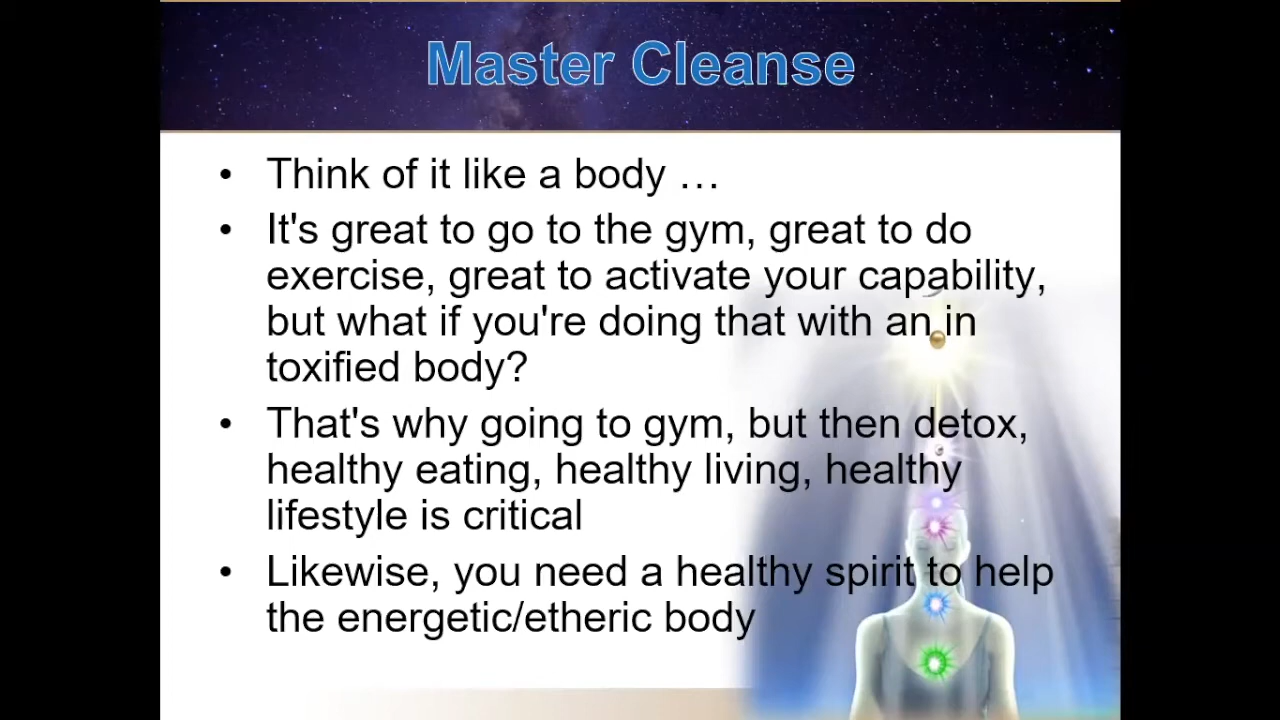 Master Cleanse
• Think of it like a body …
• It's great to go to the gym, great to do
exercise, great to activate your capability,
but what if you're doing that with an in
toxified body?
• That's why going to gym, but then detox,
healthy eating, healthy living, healthy
lifestyle is critical
• Likewise, you need a healthy spirit to help
the energetic/etheric body